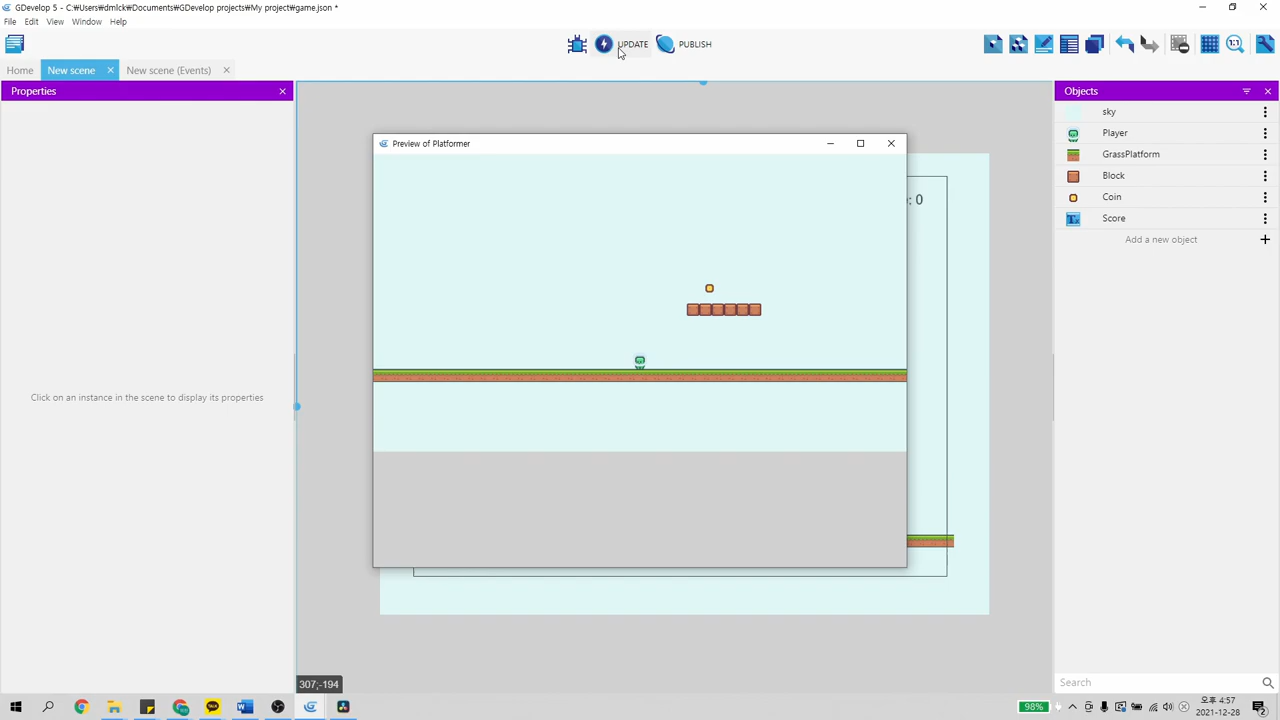 GDevelop 5 - C:₩Users₩dmlck₩Documents₩GDevelop projects₩My project₩game.json *
File Edit View Window Help
UPDATE PUBLISH
Home New scene New scene (Events)
Properties
Objects
Click on an instance in the scene to display its properties
Preview of Platformer
: 0
sky
Player
GrassPlatform
Block
Coin
Score
Add a new object
307;-194
Search
W
98%
오후 4:57
2021-12-28
2